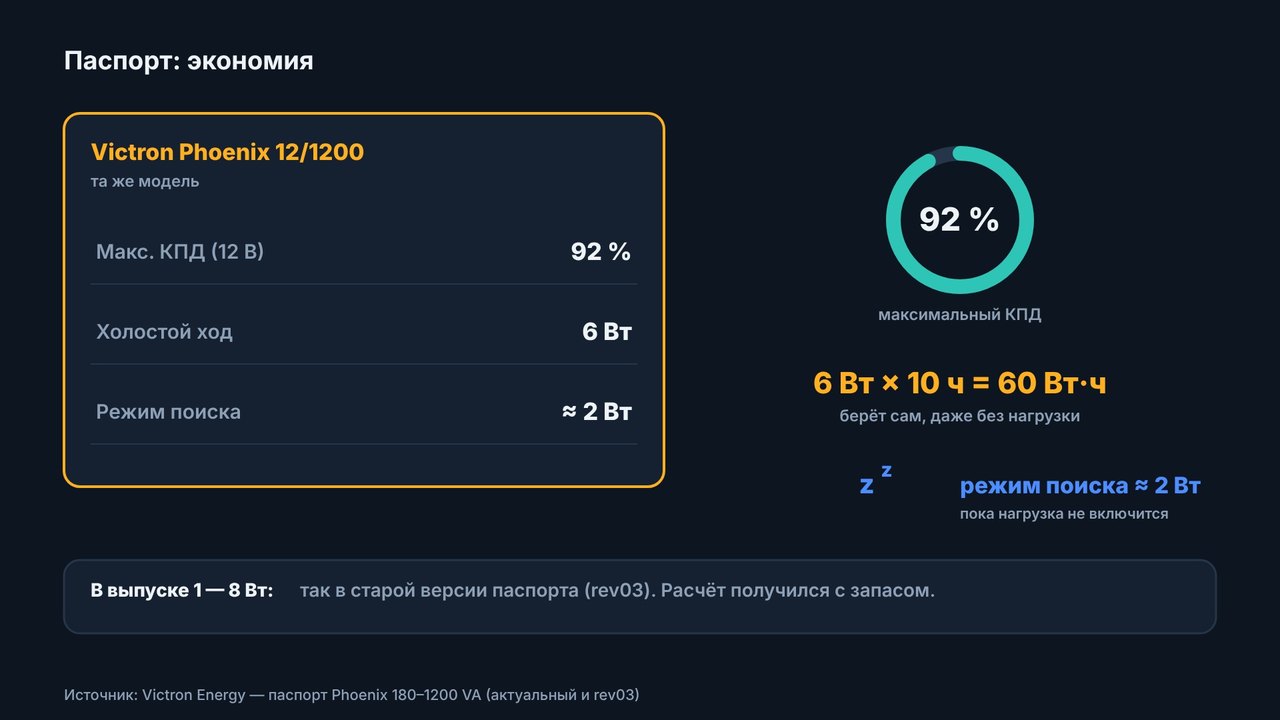 Паспорт: экономия
Victron Phoenix 12/1200
та же модель
Макс. КПД (12 В) 92 %
Холостой ход 6 Вт
Режим поиска ≈ 2 Вт
92 %
максимальный КПД
6 Вт × 10 ч = 60 Вт·ч
берёт сам, даже без нагрузки
z z
режим поиска ≈ 2 Вт
пока нагрузка не включится
В выпуске 1 — 8 Вт: так в старой версии паспорта (rev03). Расчёт получился с запасом.
Источник: Victron Energy — паспорт Phoenix 180–1200 VA (актуальный и rev03)